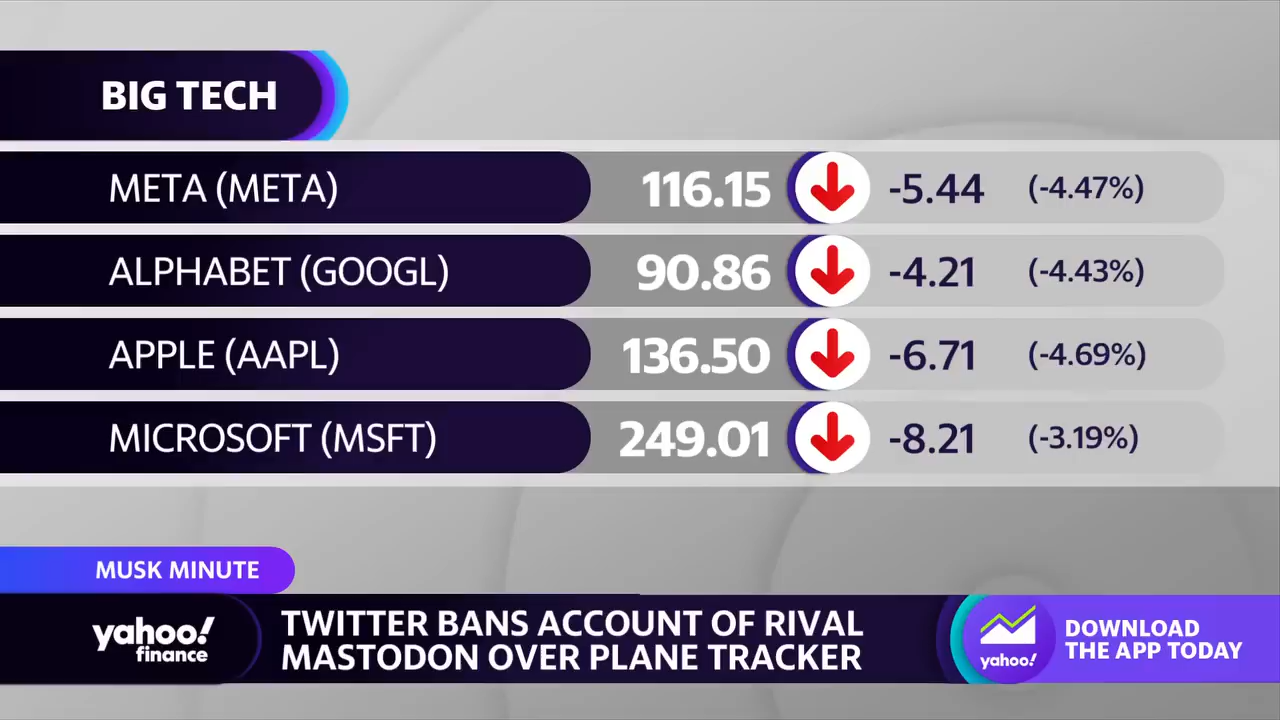 BIG TECH
META (META) 116.15 -5.44 (-4.47%)
ALPHABET (GOOGL) 90.86 -4.21 (-4.43%)
APPLE (AAPL) 136.50 -6.71 (-4.69%)
MICROSOFT (MSFT) 249.01 -8.21 (-3.19%)
MUSK MINUTE
yahoo!
finance
TWITTER BANS ACCOUNT OF RIVAL
MASTODON OVER PLANE TRACKER
yahoo!
DOWNLOAD
THE APP TODAY